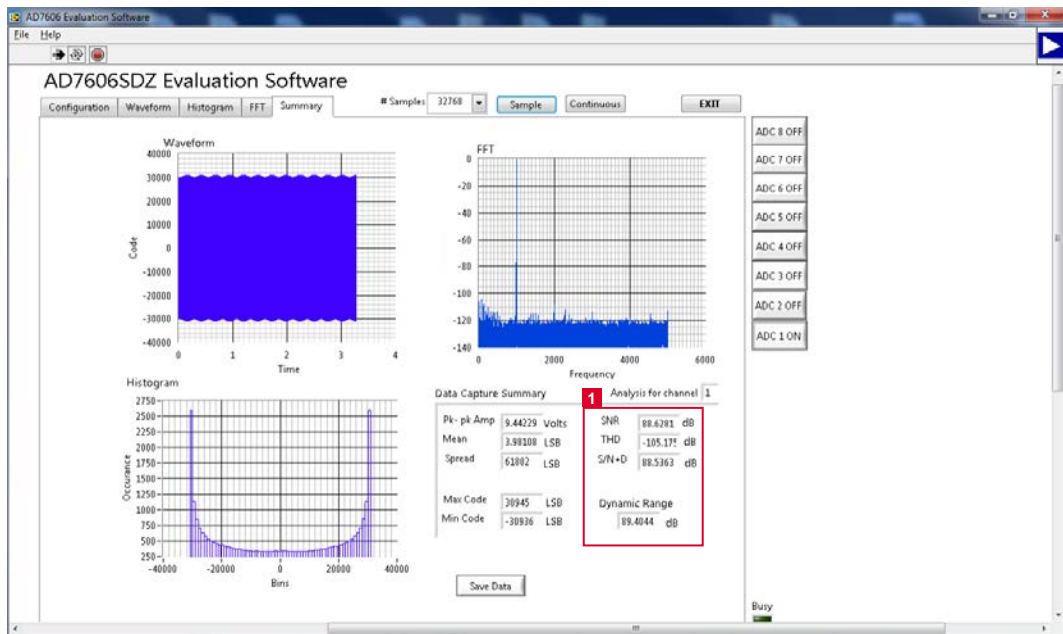 AD7606 Evaluation Software
File Help
AD7606SDZ Evaluation Software
Configuration Waveform Histogram FFT Summary
# Samples 32768 Sample Continuous EXIT
Waveform
40000
30000
20000
10000
0
-10000
-20000
-30000
-40000
Code
0 1 2 3 4
Time
FFT
0
-20
-40
-60
-80
-100
-120
-140
0 2000 4000 6000
Frequency
ADC 8 OFF
ADC 7 OFF
ADC 6 OFF
ADC 5 OFF
ADC 4 OFF
ADC 3 OFF
ADC 2 OFF
ADC 1 ON
Histogram
2750
2500
2250
2000
1750
1500
1250
1000
750
500
250
Occurance
-40000 -20000 0 20000 40000
Bins
Data Capture Summary
Pk- pk Amp 9.44229 Volts
Mean 3.98108 LSB
Spread 61882 LSB
Max Code 30945 LSB
Min Code -30936 LSB
1 Analysis for channel 1
SNR 88.6281 dB
THD -105.175 dB
S/N+D 88.5363 dB
Dynamic Range
89.4044 dB
Save Data
Busy